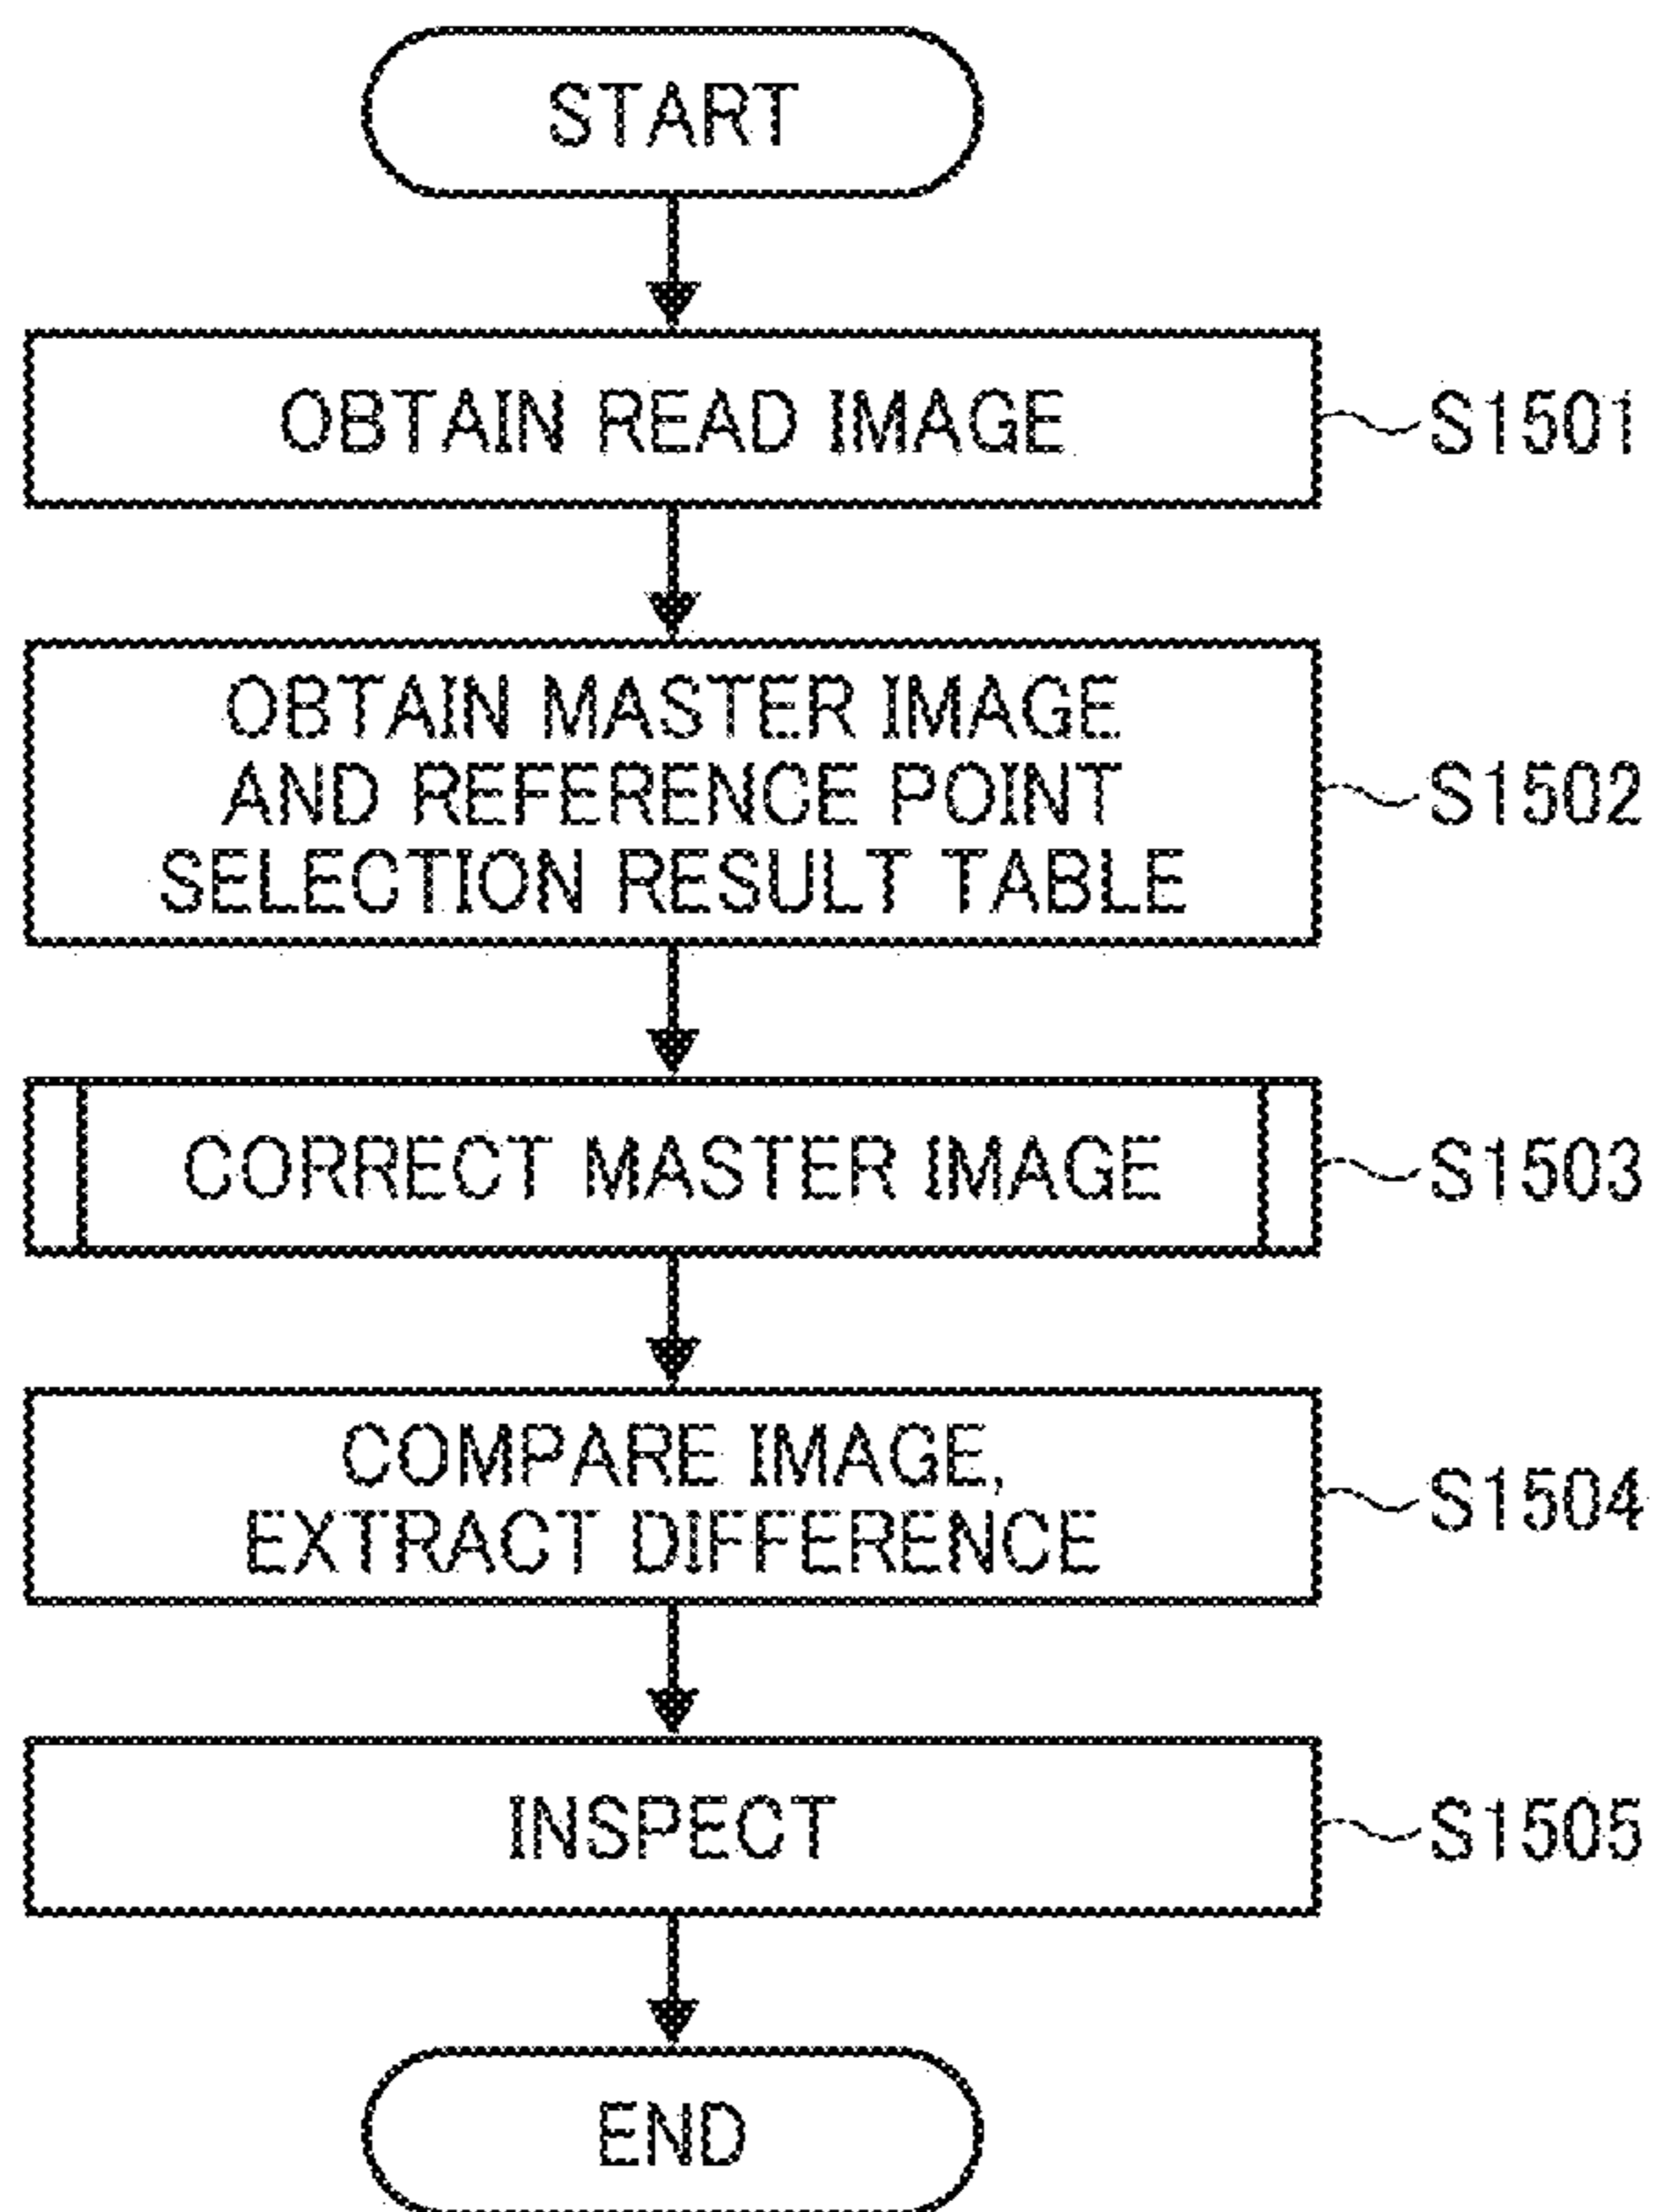 START
OBTAIN READ IMAGE
S1501
OBTAIN MASTER IMAGE
AND REFERENCE POINT
SELECTION RESULT TABLE
S1502
CORRECT MASTER IMAGE
S1503
COMPARE IMAGE,
EXTRACT DIFFERENCE
S1504
INSPECT
S1505
END